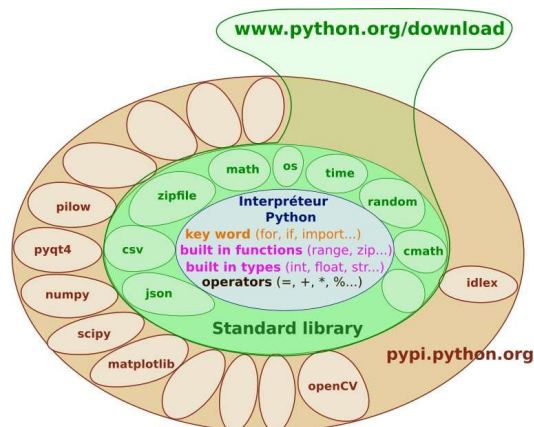 www.python.org/download
math
os
time
zipfile
random
Interpréteur
Python
pilow
key word (for, if, import...)
pyqt4
csv
built in functions (range, zip...)
cmath
built in types (int, float, str...)
numpy
json
operators (=, +, *, %...)
idlex
scipy
Standard library
matplotlib
pypi.python.org
openCV